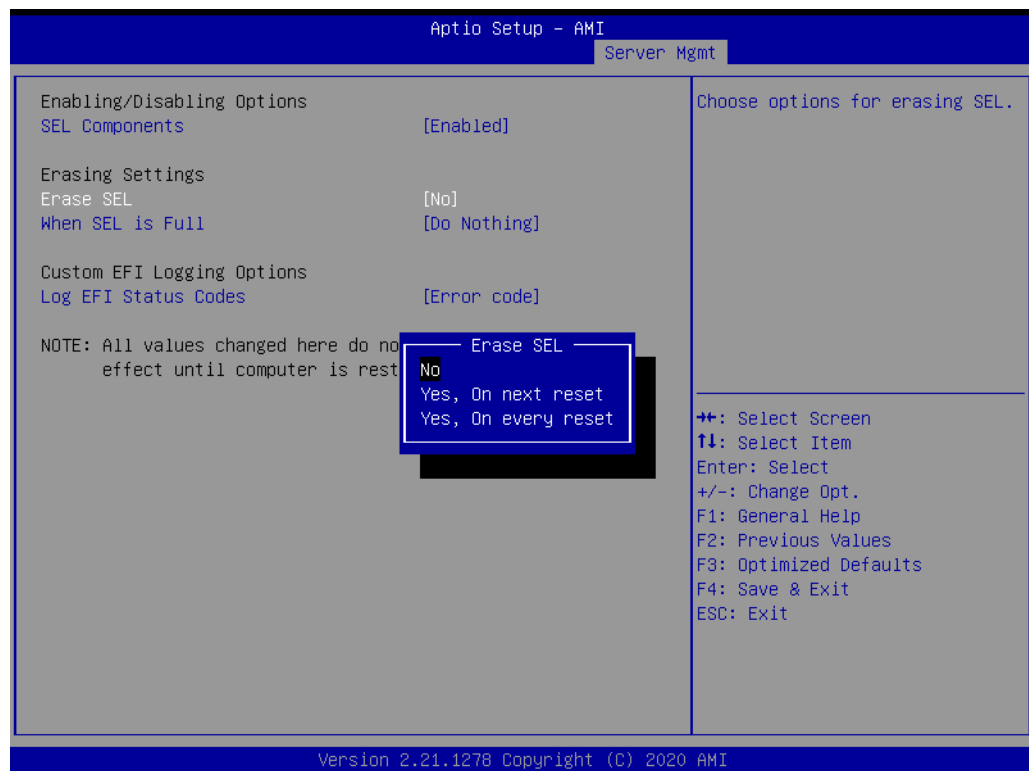 Aptio Setup – AMI
Server Mgmt
Enabling/Disabling Options
SEL Components [Enabled]
Erasing Settings
Erase SEL [No]
When SEL is Full [Do Nothing]
Custom EFI Logging Options
Log EFI Status Codes [Error code]
NOTE: All values changed here do no
effect until computer is rest
Erase SEL
No
Yes, On next reset
Yes, On every reset
Choose options for erasing SEL.
→←: Select Screen
↑↓: Select Item
Enter: Select
+/-: Change Opt.
F1: General Help
F2: Previous Values
F3: Optimized Defaults
F4: Save & Exit
ESC: Exit
Version 2.21.1278 Copyright (C) 2020 AMI